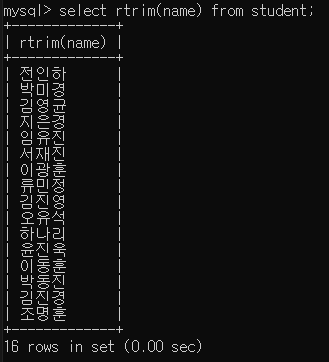 mysql> select rtrim(name) from student;
+-------------+
| rtrim(name) |
+-------------+
| 전인하 |
| 박미경 |
| 김영균 |
| 지은경 |
| 임유진 |
| 서재진 |
| 이광훈 |
| 류민정 |
| 김진영 |
| 오유석 |
| 하나리 |
| 윤진욱 |
| 이동훈 |
| 박동진 |
| 김진경 |
| 조명훈 |
+-------------+
16 rows in set (0.00 sec)